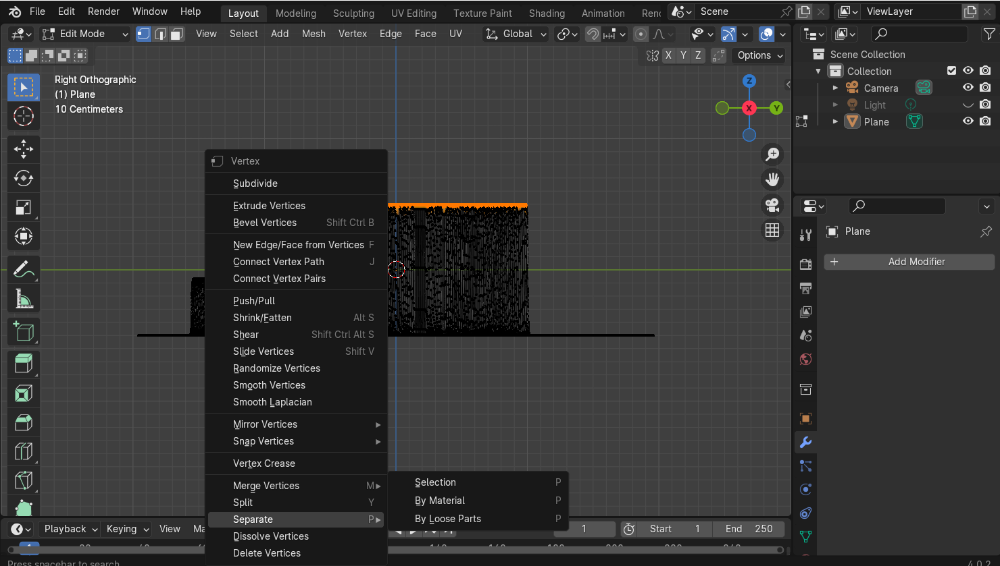 File Edit Render Window Help Layout Modeling Sculpting UV Editing Texture Paint Shading Animation Scene ViewLayer
Edit Mode View Select Add Mesh Vertex Edge Face UV Global
X Y Z Options
Right Orthographic
(1) Plane
10 Centimeters
Z
X
Y
Scene Collection
Collection
Camera
Light
Plane
Plane
Add Modifier
Vertex
Subdivide
Extrude Vertices
Bevel Vertices Shift Ctrl B
New Edge/Face from Vertices F
Connect Vertex Path J
Connect Vertex Pairs
Push/Pull
Shrink/Fatten Alt S
Shear Shift Ctrl Alt S
Slide Vertices Shift V
Randomize Vertices
Smooth Vertices
Smooth Laplacian
Mirror Vertices
Snap Vertices
Vertex Crease
Merge Vertices M
Split Y
Separate P
Dissolve Vertices
Delete Vertices
Selection P
By Material P
By Loose Parts P
Playback Keying View 1 Start 1 End 250
Press spacebar to search 4.0.2